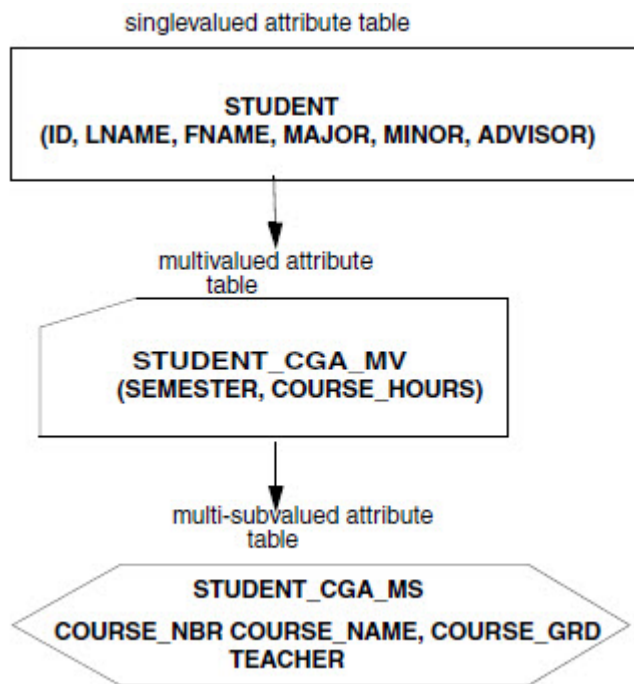 singlevalued attribute table
STUDENT
(ID, LNAME, FNAME, MAJOR, MINOR, ADVISOR)
multivalued attribute
table
STUDENT_CGA_MV
(SEMESTER, COURSE_HOURS)
multi-subvalued attribute
table
STUDENT_CGA_MS
COURSE_NBR COURSE_NAME, COURSE_GRD
TEACHER